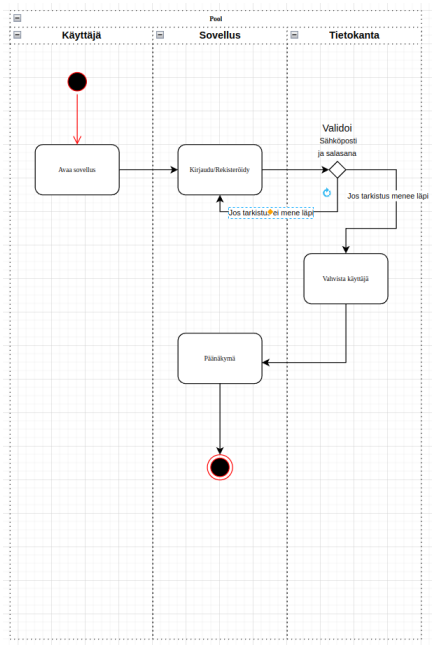 Pool
Käyttäjä
Sovellus
Tietokanta
Validoi
Sähköposti
ja salasana
Avaa sovellus
Kirjaudu/Rekisteröidy
Jos tarkistus menee läpi
Jos tarkistus ei mene läpi
Vahvista käyttäjä
Päänäkymä